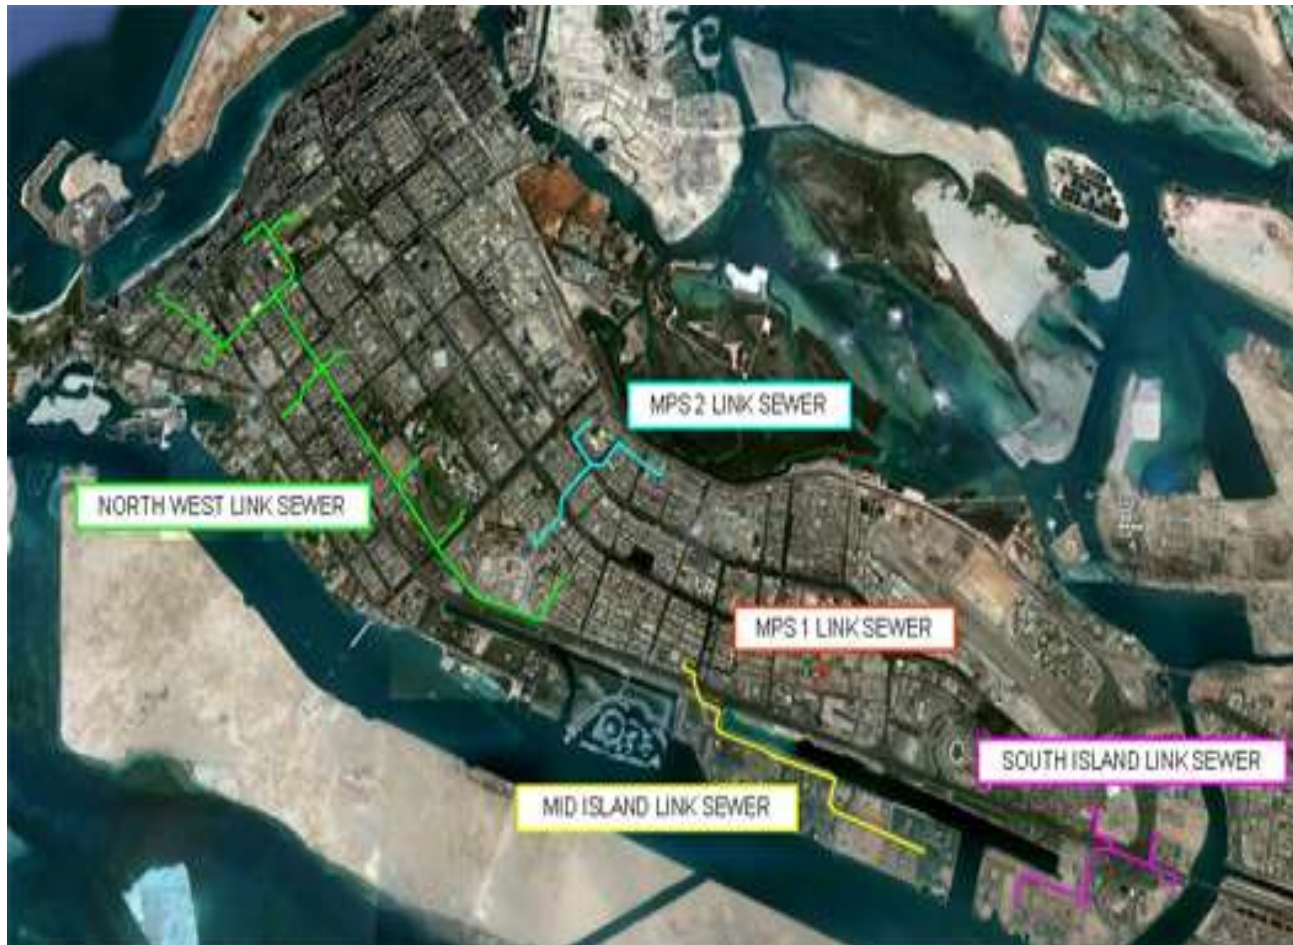 MPS 2 LINK SEWER
NORTH WEST LINK SEWER
MPS 1 LINK SEWER
SOUTH ISLAND LINK SEWER
MID ISLAND LINK SEWER